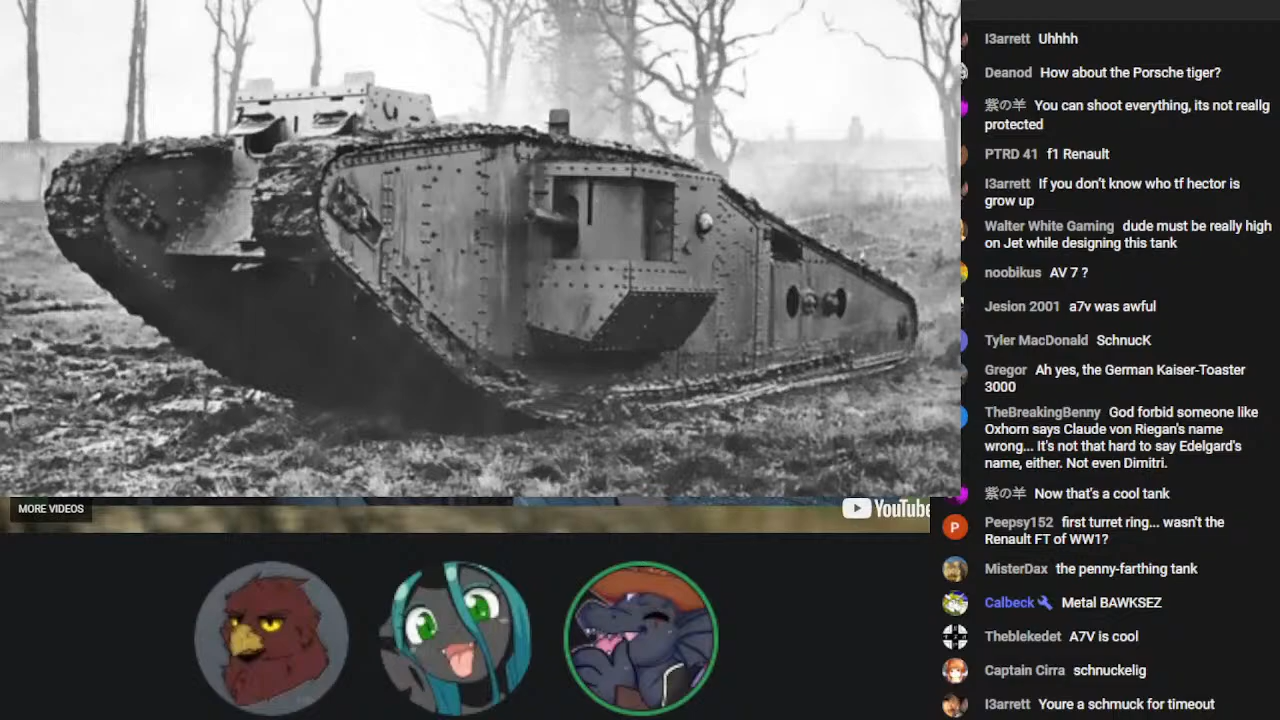 I3arrett Uhhhh
Deanod How about the Porsche tiger?
紫の羊 You can shoot everything, its not reallg
protected
PTRD 41 f1 Renault
I3arrett If you don't know who tf hector is
grow up
Walter White Gaming dude must be really high
on Jet while designing this tank
noobikus AV 7 ?
Jesion 2001 a7v was awful
Tyler MacDonald SchnucK
Gregor Ah yes, the German Kaiser-Toaster
3000
TheBreakingBenny God forbid someone like
Oxhorn says Claude von Riegan's name
wrong... It's not that hard to say Edelgard's
name, either. Not even Dimitri.
紫の羊 Now that's a cool tank
MORE VIDEOS
YouTube
P
Peepsy152 first turret ring... wasn't the
Renault FT of WW1?
MisterDax the penny-farthing tank
Calbeck Metal BAWKSEZ
Theblekedet A7V is cool
Captain Cirra schnuckelig
I3arrett Youre a schmuck for timeout